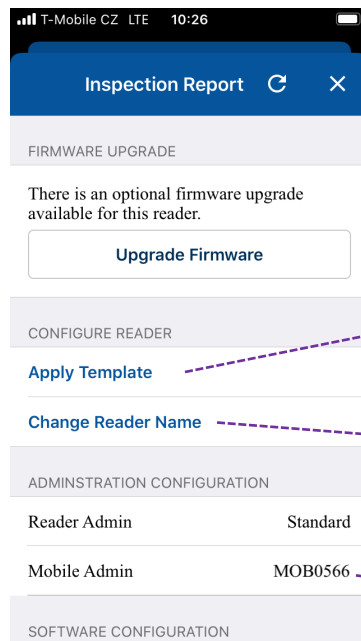 T-Mobile CZ LTE 10:26
Inspection Report
FIRMWARE UPGRADE
There is an optional firmware upgrade
available for this reader.
Upgrade Firmware
CONFIGURE READER
Apply Template
Change Reader Name
ADMINSTRATION CONFIGURATION
Reader Admin Standard
Mobile Admin MOB0566
SOFTWARE CONFIGURATION